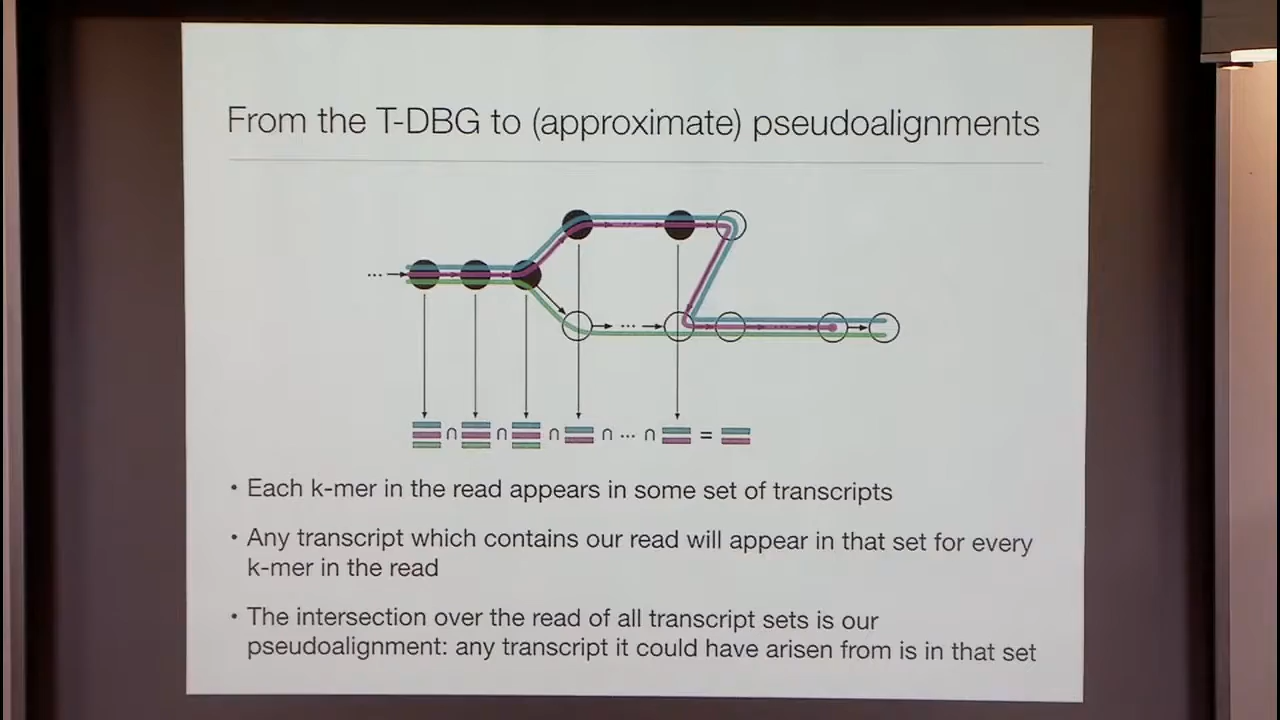 From the T-DBG to (approximate) pseudoalignments
...
...
...
...
∩ ∩ ∩ ∩ ... ∩ =
• Each k-mer in the read appears in some set of transcripts
• Any transcript which contains our read will appear in that set for every
k-mer in the read
• The intersection over the read of all transcript sets is our
pseudoalignment: any transcript it could have arisen from is in that set